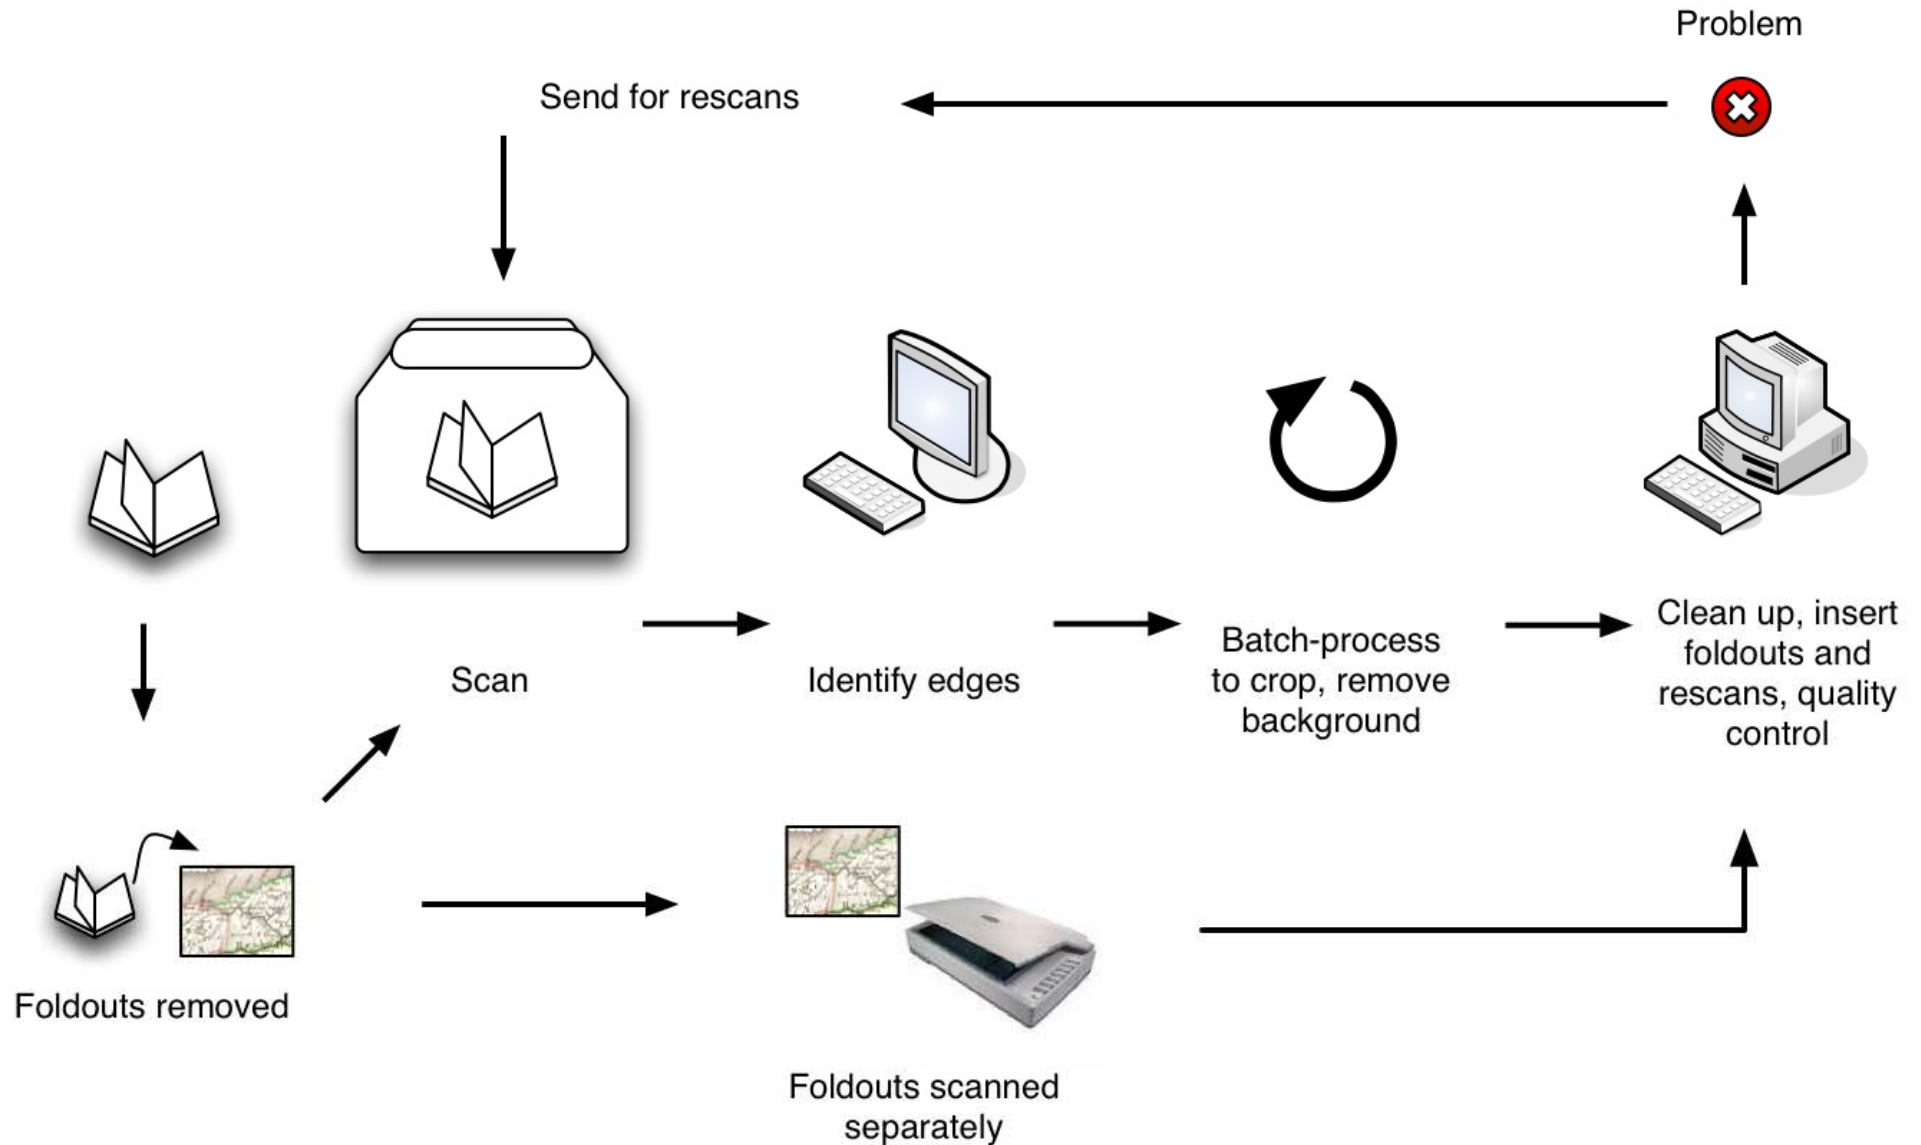 Problem
Send for rescans
Scan
Identify edges
Batch-process
to crop, remove
background
Clean up, insert
foldouts and
rescans, quality
control
Foldouts removed
Foldouts scanned
separately